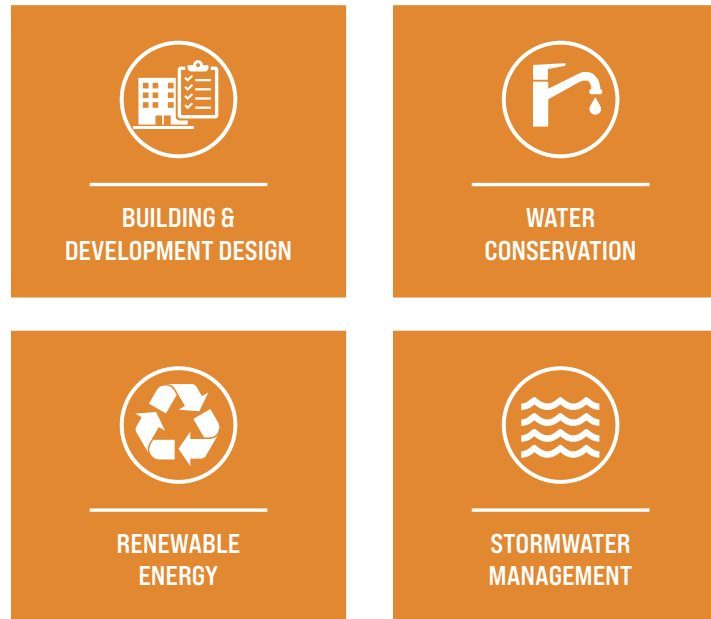 BUILDING &
DEVELOPMENT DESIGN
WATER
CONSERVATION
RENEWABLE
ENERGY
STORMWATER
MANAGEMENT